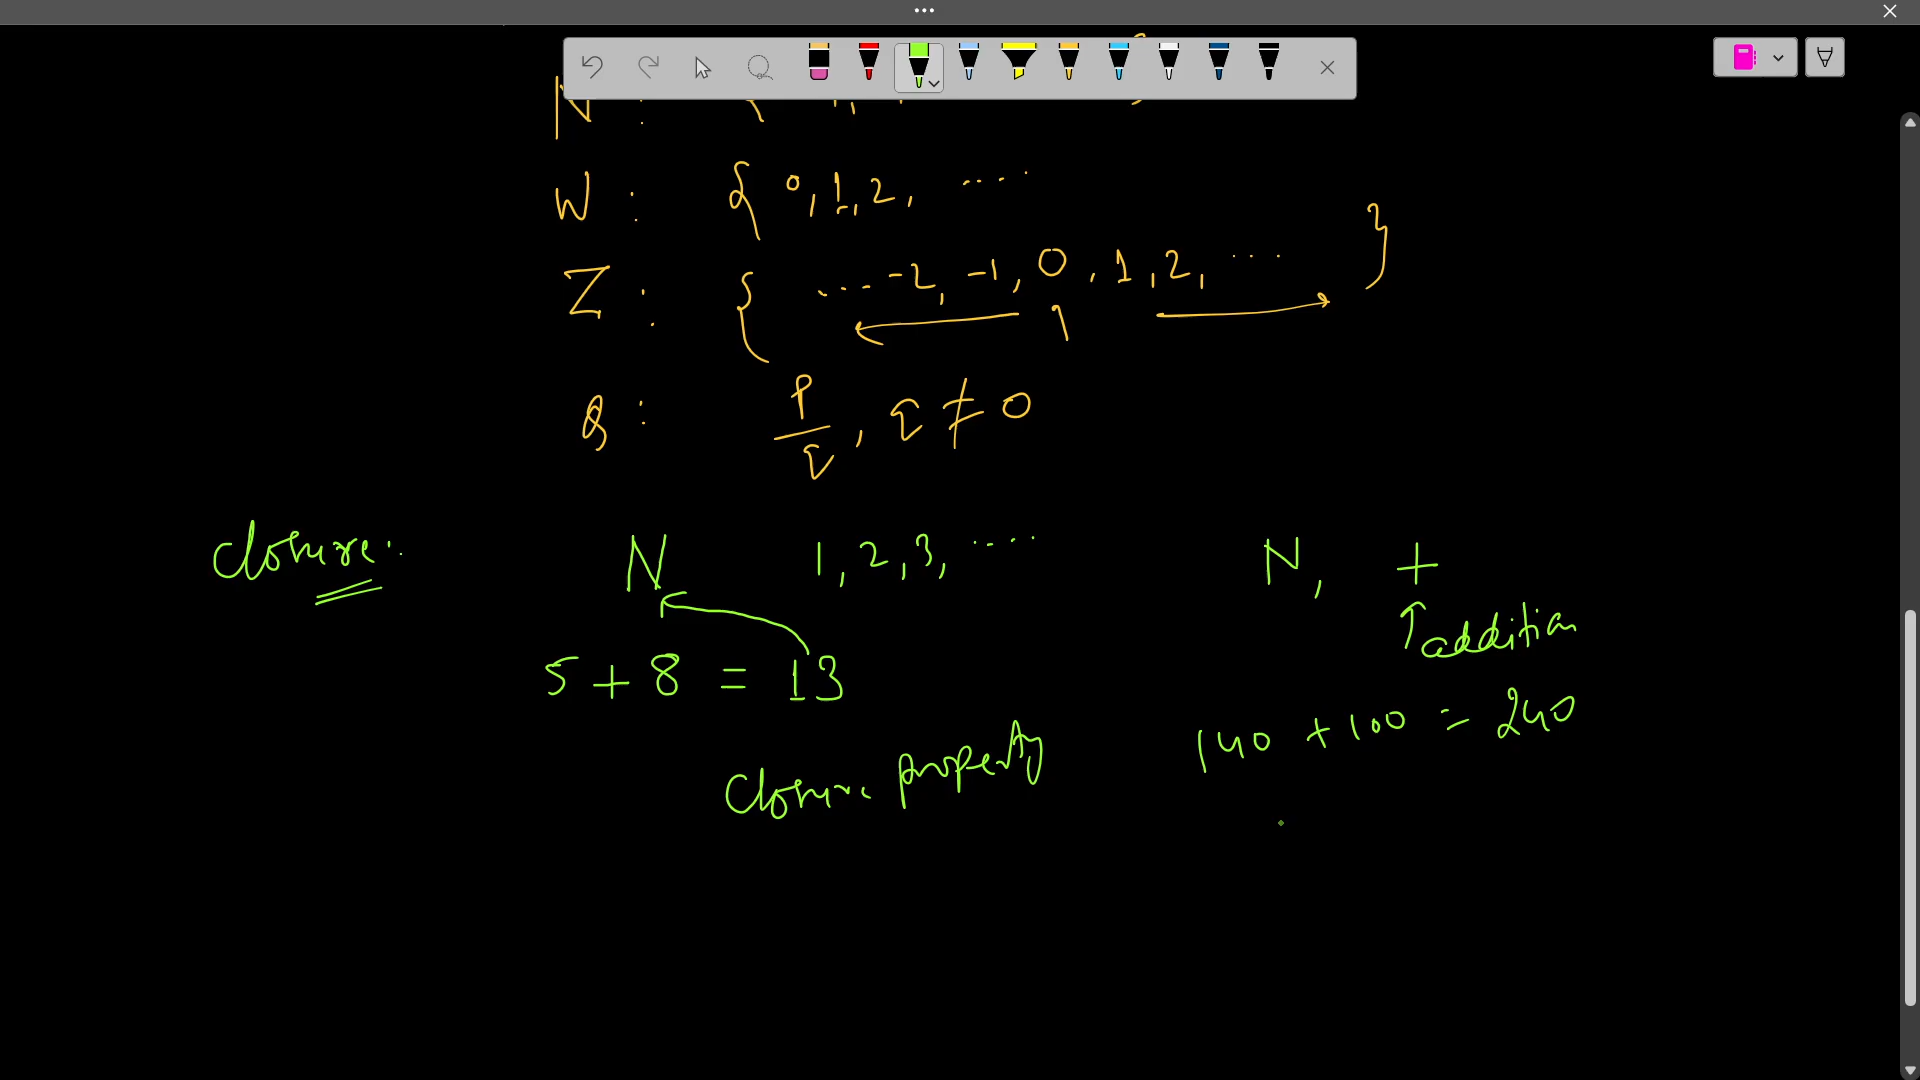 N :
W : { 0, 1, 2, ....
Z : { .... -2, -1, 0, 1, 2, ... }
Q : p/q, q ≠ 0
Closure: N 1, 2, 3, .... N, +
↑ addition
5 + 8 = 13
140 + 100 = 240
Closure property